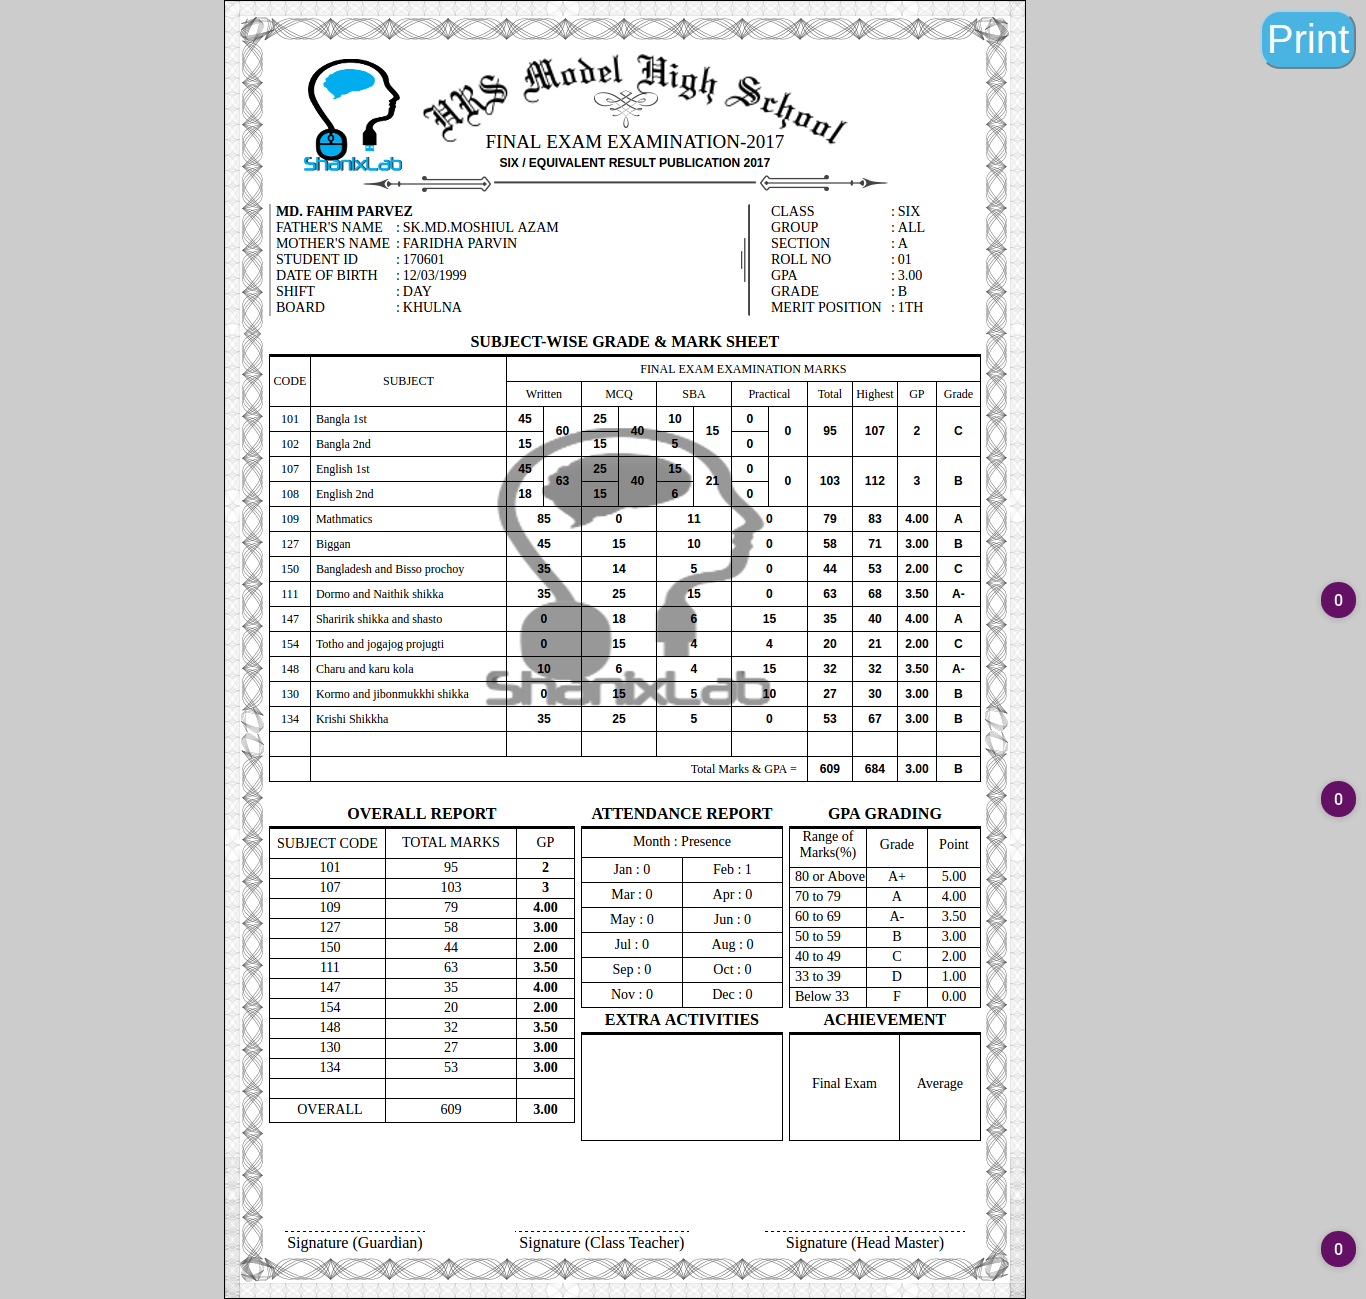 Print
HRS Model High School
ShanixLab
FINAL EXAM EXAMINATION-2017
SIX / EQUIVALENT RESULT PUBLICATION 2017
MD. FAHIM PARVEZ
FATHER'S NAME : SK.MD.MOSHIUL AZAM
MOTHER'S NAME : FARIDHA PARVIN
STUDENT ID : 170601
DATE OF BIRTH : 12/03/1999
SHIFT : DAY
BOARD : KHULNA
CLASS : SIX
GROUP : ALL
SECTION : A
ROLL NO : 01
GPA : 3.00
GRADE : B
MERIT POSITION : 1TH
SUBJECT-WISE GRADE & MARK SHEET
CODE SUBJECT FINAL EXAM EXAMINATION MARKS
Written MCQ SBA Practical Total Highest GP Grade
101 Bangla 1st 45 60 25 40 10 15 0 0 95 107 2 C
102 Bangla 2nd 15 15 5 0
107 English 1st 45 63 25 40 15 21 0 0 103 112 3 B
108 English 2nd 18 15 6 0
109 Mathmatics 85 0 11 0 79 83 4.00 A
127 Biggan 45 15 10 0 58 71 3.00 B
150 Bangladesh and Bisso prochoy 35 14 5 0 44 53 2.00 C
111 Dormo and Naithik shikka 35 25 15 0 63 68 3.50 A-
147 Sharirik shikka and shasto 0 18 6 15 35 40 4.00 A
154 Totho and jogajog projugti 0 15 4 4 20 21 2.00 C
148 Charu and karu kola 10 6 4 15 32 32 3.50 A-
130 Kormo and jibonmukkhi shikka 0 15 5 10 27 30 3.00 B
134 Krishi Shikkha 35 25 5 0 53 67 3.00 B
ShanixLab
Total Marks & GPA = 609 684 3.00 B
OVERALL REPORT
SUBJECT CODE TOTAL MARKS GP
101 95 2
107 103 3
109 79 4.00
127 58 3.00
150 44 2.00
111 63 3.50
147 35 4.00
154 20 2.00
148 32 3.50
130 27 3.00
134 53 3.00
OVERALL 609 3.00
ATTENDANCE REPORT
Month : Presence
Jan : 0 Feb : 1
Mar : 0 Apr : 0
May : 0 Jun : 0
Jul : 0 Aug : 0
Sep : 0 Oct : 0
Nov : 0 Dec : 0
EXTRA ACTIVITIES
GPA GRADING
Range of
Marks(%) Grade Point
80 or Above A+ 5.00
70 to 79 A 4.00
60 to 69 A- 3.50
50 to 59 B 3.00
40 to 49 C 2.00
33 to 39 D 1.00
Below 33 F 0.00
ACHIEVEMENT
Final Exam Average
Signature (Guardian) Signature (Class Teacher) Signature (Head Master)
0
0
0